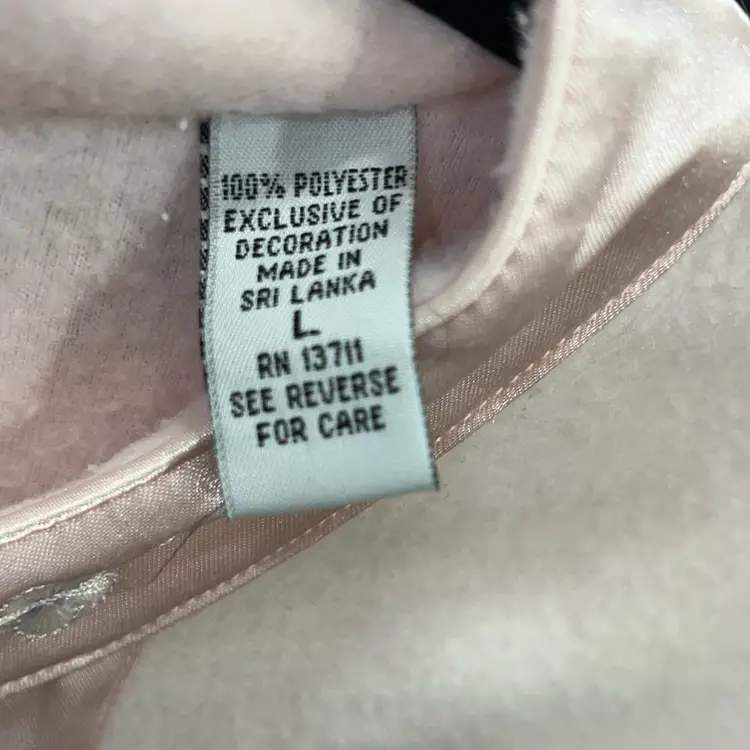 100% POLYESTER
EXCLUSIVE OF
DECORATION
MADE IN
SRI LANKA
L
RN 13711
SEE REVERSE
FOR CARE